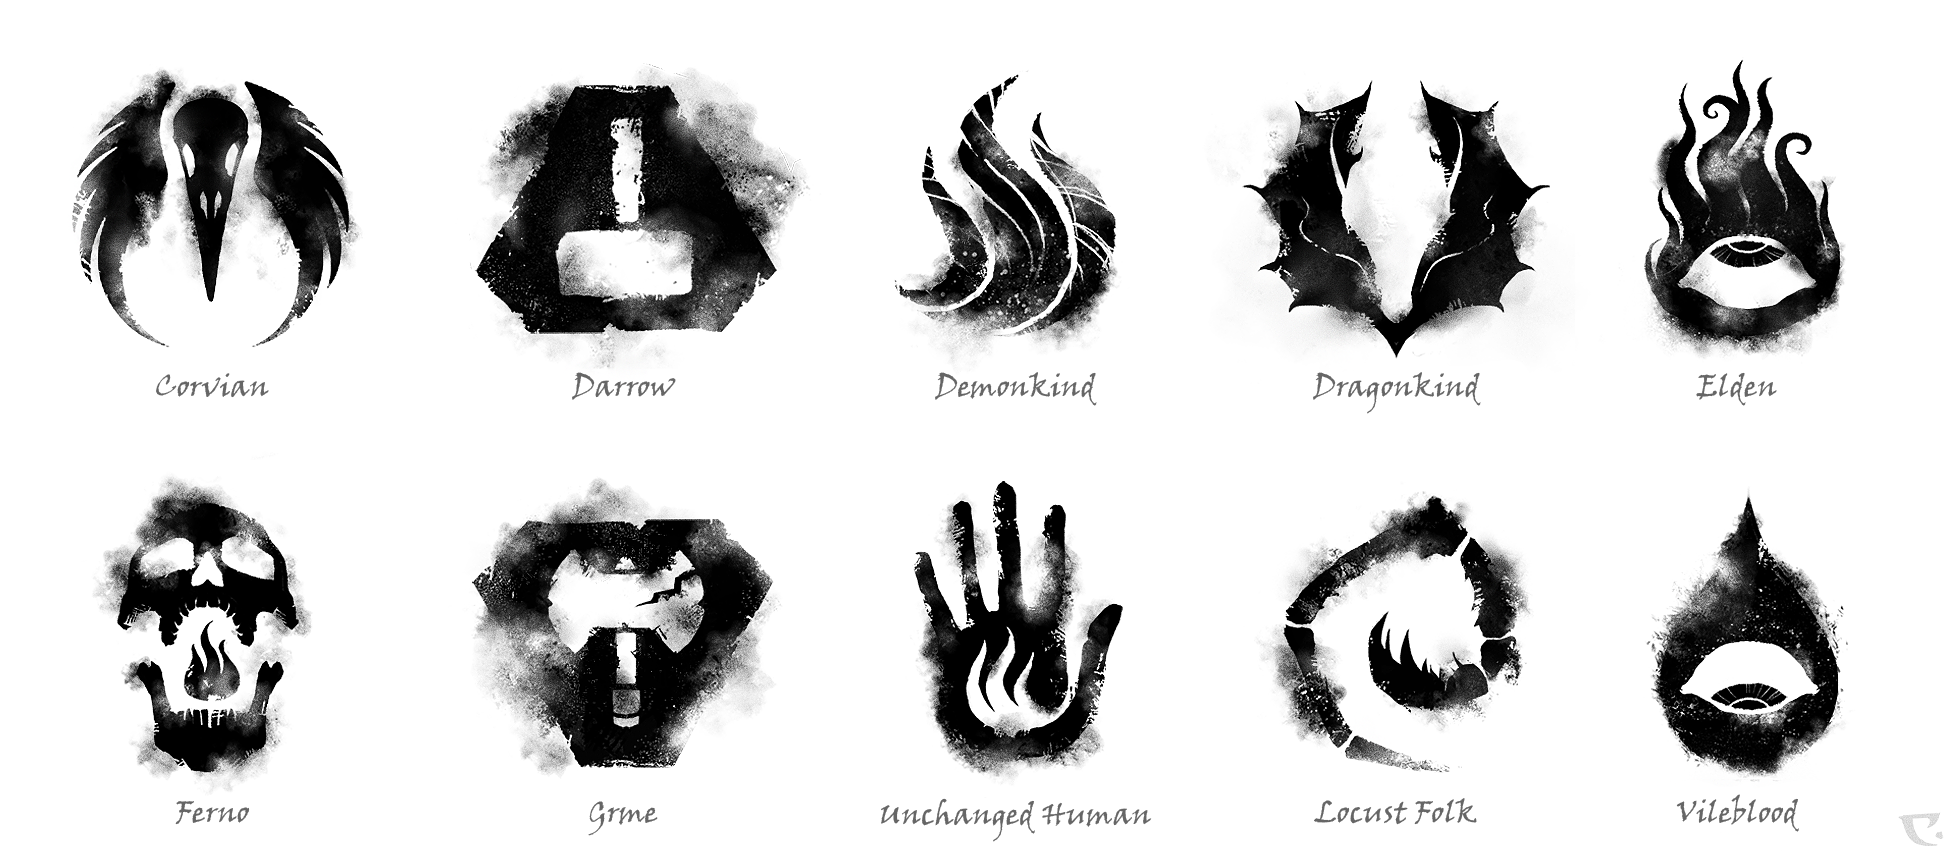 Corvian
Darrow
Demonkind
Dragonkind
Elden
Ferno
Grme
Unchanged Human
Locust Folk
Vileblood